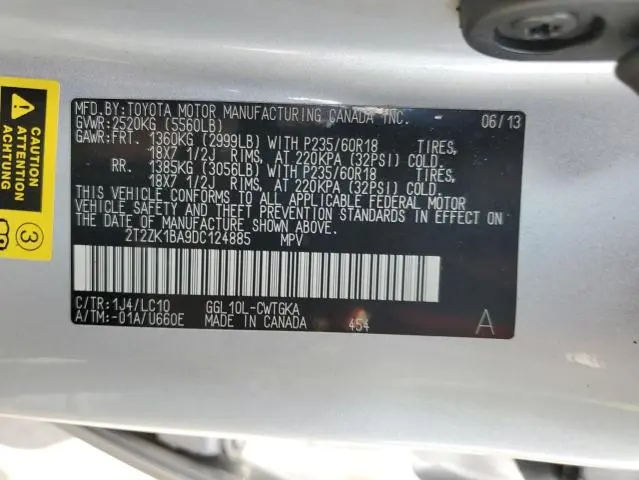 MFD.BY:TOYOTA MOTOR MANUFACTURING CANADA INC. 06/13
GVWR:2520KG (5560LB)
GAWR:FRT. 1360KG (2999LB) WITH P235/60R18 TIRES,
18X7 1/2J RIMS, AT 220KPA (32PSI) COLD.
RR. 1385KG (3056LB) WITH P235/60R18 TIRES,
18X7 1/2J RIMS, AT 220KPA (32PSI) COLD.
THIS VEHICLE CONFORMS TO ALL APPLICABLE FEDERAL MOTOR
VEHICLE SAFETY AND THEFT PREVENTION STANDARDS IN EFFECT ON
THE DATE OF MANUFACTURE SHOWN ABOVE.
2T2ZK1BA9DC124885 MPV
C/TR:1J4/LC10 GGL10L-CWTGKA
A/TM:-01A/U660E MADE IN CANADA 454 A
3